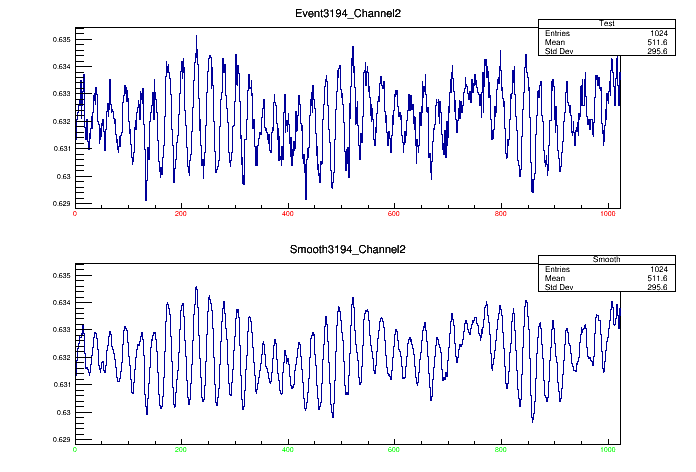 Event3194_Channel2
Test
Entries 1024
Mean 511.6
Std Dev 295.6
0.635
0.634
0.633
0.632
0.631
0.63
0.629
0 200 400 600 800 1000
Smooth3194_Channel2
Smooth
Entries 1024
Mean 511.6
Std Dev 295.6
0.635
0.634
0.633
0.632
0.631
0.63
0.629
0 200 400 600 800 1000